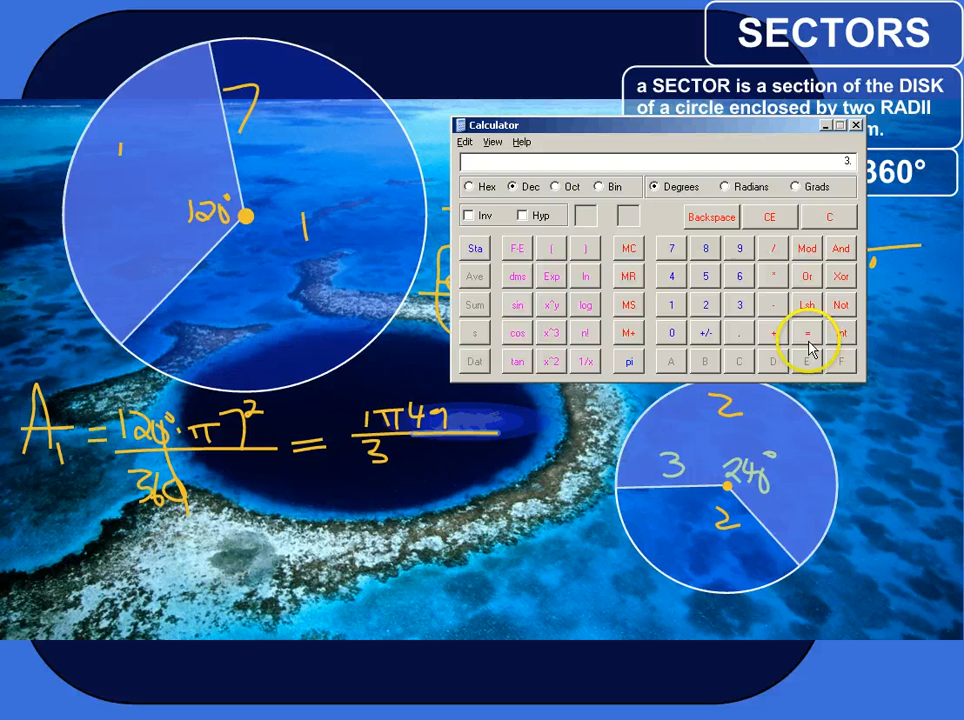 SECTORS
a SECTOR is a section of the DISK
of a circle enclosed by two RADII
m.
360°
7
1
120°
1
Calculator
Edit View Help
3.
Hex Dec Oct Bin Degrees Radians Grads
Inv Hyp Backspace CE C
Sta F-E ( ) MC 7 8 9 / Mod And
Ave dms Exp ln MR 4 5 6 * Or Xor
Sum sin x^y log MS 1 2 3 - Lsh Not
s cos x^3 n! M+ 0 +/- . + = Int
Dat tan x^2 1/x pi A B C D E F
A₁ = 120°·π7² / 360 = 1π49 / 3
2
3 240°
2